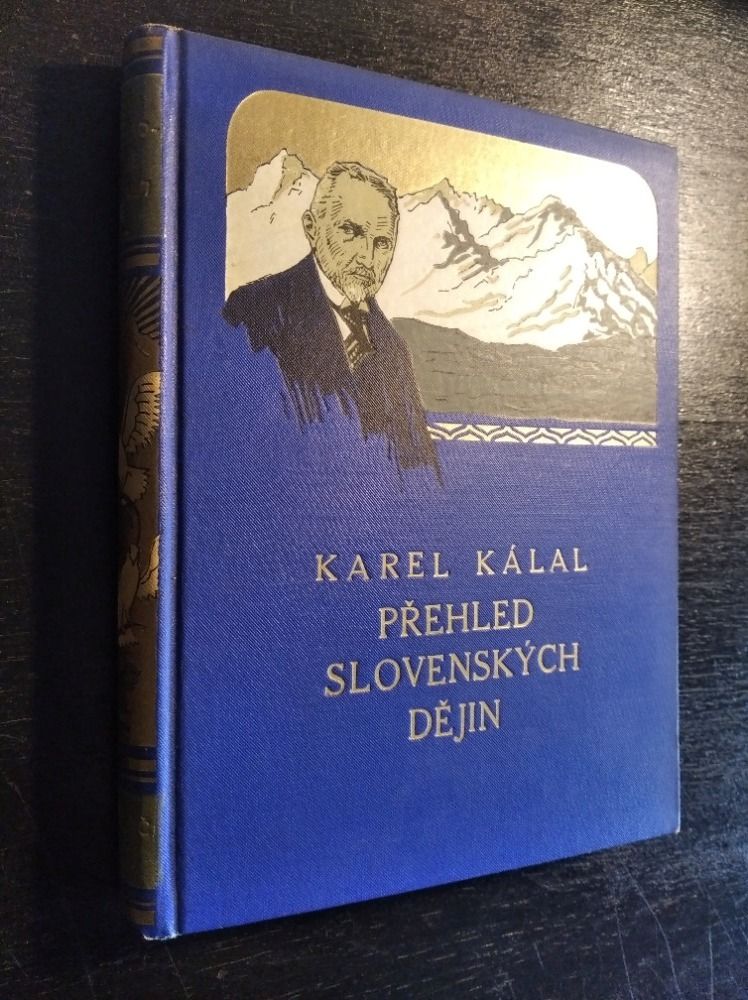 KAREL KÁLAL
PŘEHLED
SLOVENSKÝCH
DĚJIN